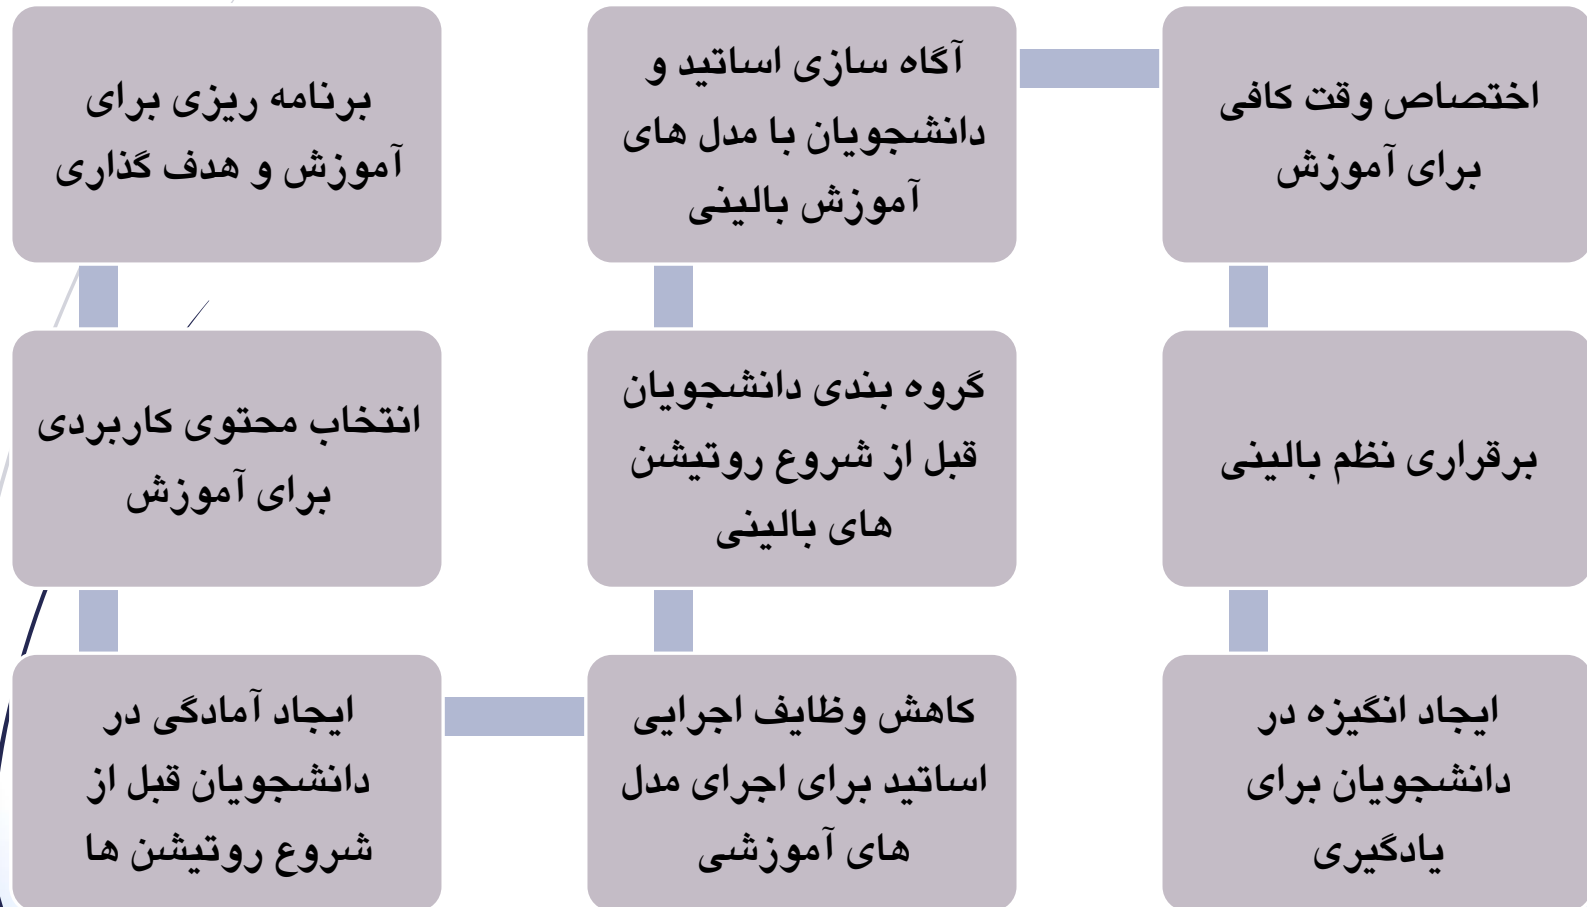 برنامه ریزی برای
آموزش و هدف گذاری
انتخاب محتوی کاربردی
برای آموزش
ایجاد آمادگی در
دانشجویان قبل از
شروع روتیشن ها
کاهش وظایف اجرایی
اساتید برای اجرای مدل
های آموزشی
گروه بندی دانشجویان
قبل از شروع روتیشن
های بالینی
آگاه سازی اساتید و
دانشجویان با مدل های
آموزش بالینی
اختصاص وقت کافی
برای آموزش
برقراری نظم بالینی
ایجاد انگیزه در
دانشجویان برای
یادگیری